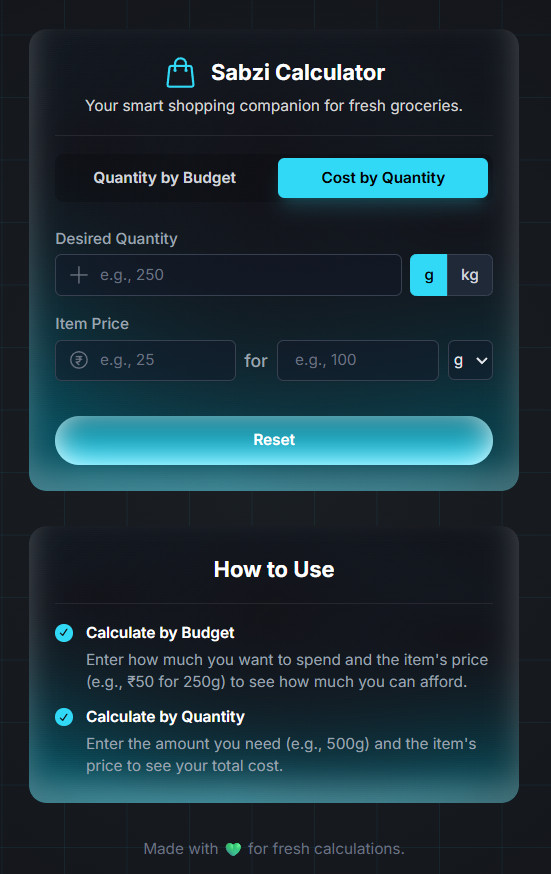 Sabzi Calculator
Your smart shopping companion for fresh groceries.
Quantity by Budget
Cost by Quantity
Desired Quantity
e.g., 250
g
kg
Item Price
₹ e.g., 25
for
e.g., 100
g
Reset
How to Use
Calculate by Budget
Enter how much you want to spend and the item's price
(e.g., ₹50 for 250g) to see how much you can afford.
Calculate by Quantity
Enter the amount you need (e.g., 500g) and the item's
price to see your total cost.
Made with 💚 for fresh calculations.